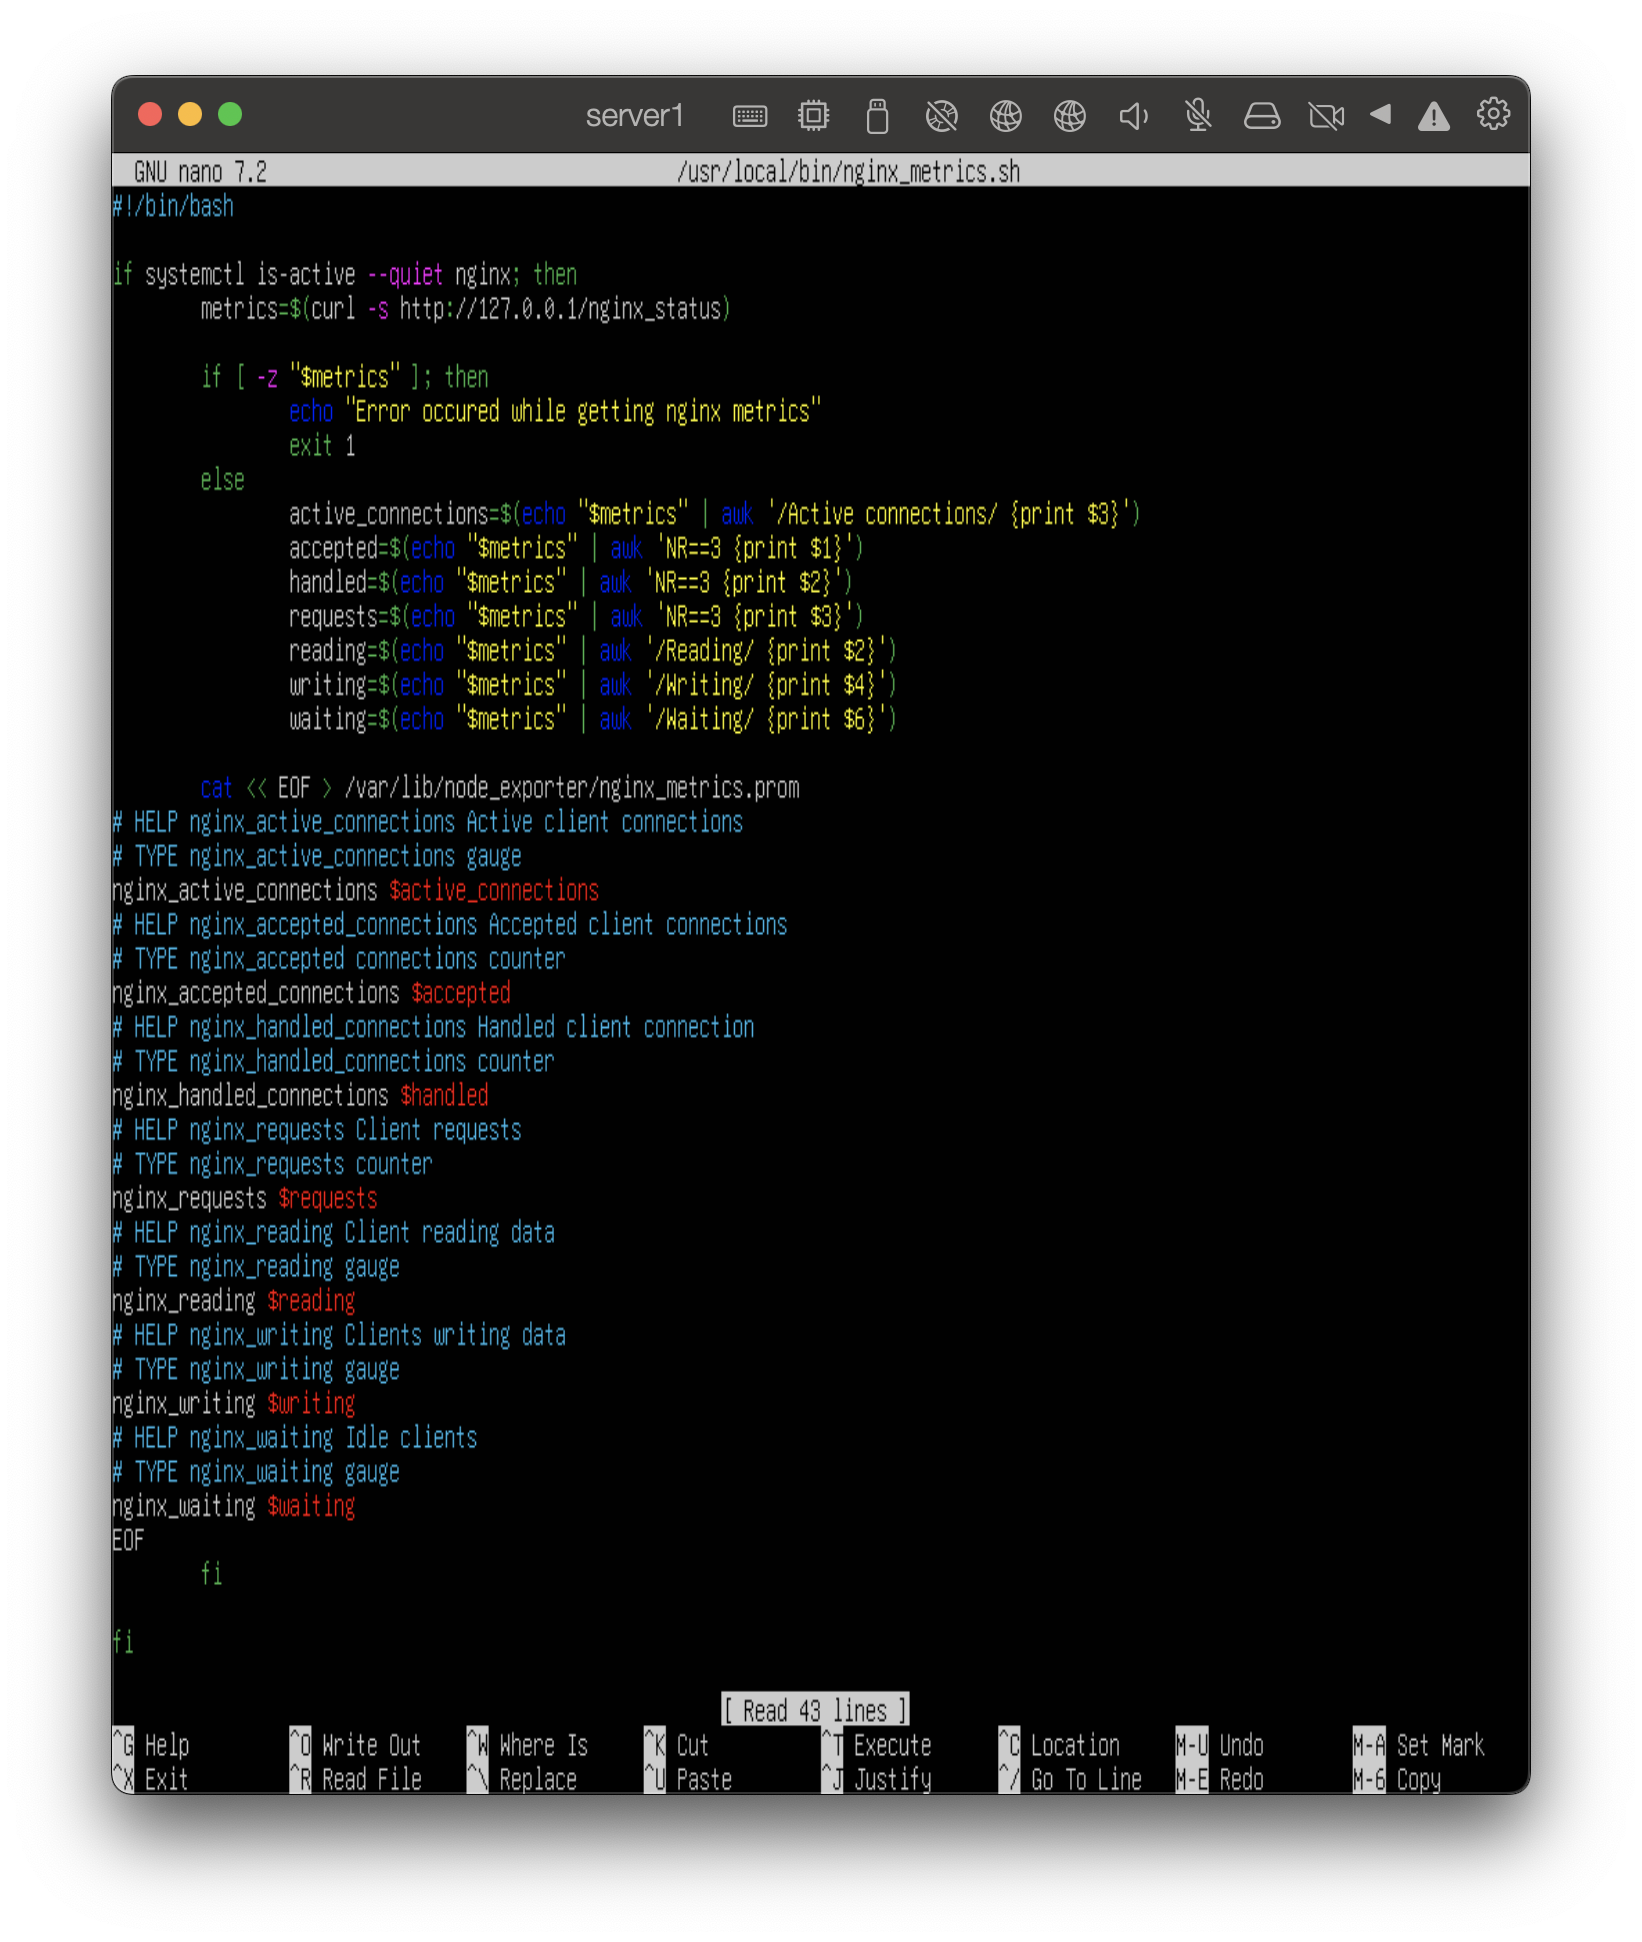 server1
GNU nano 7.2 /usr/local/bin/nginx_metrics.sh
#!/bin/bash
if systemctl is-active --quiet nginx; then
metrics=$(curl -s http://127.0.0.1/nginx_status)
if [ -z "$metrics" ]; then
echo "Error occured while getting nginx metrics"
exit 1
else
active_connections=$(echo "$metrics" | awk '/Active connections/ {print $3}')
accepted=$(echo "$metrics" | awk 'NR==3 {print $1}')
handled=$(echo "$metrics" | awk 'NR==3 {print $2}')
requests=$(echo "$metrics" | awk 'NR==3 {print $3}')
reading=$(echo "$metrics" | awk '/Reading/ {print $2}')
writing=$(echo "$metrics" | awk '/Writing/ {print $4}')
waiting=$(echo "$metrics" | awk '/Waiting/ {print $6}')
cat << EOF > /var/lib/node_exporter/nginx_metrics.prom
# HELP nginx_active_connections Active client connections
# TYPE nginx_active_connections gauge
nginx_active_connections $active_connections
# HELP nginx_accepted_connections Accepted client connections
# TYPE nginx_accepted connections counter
nginx_accepted_connections $accepted
# HELP nginx_handled_connections Handled client connection
# TYPE nginx_handled_connections counter
nginx_handled_connections $handled
# HELP nginx_requests Client requests
# TYPE nginx_requests counter
nginx_requests $requests
# HELP nginx_reading Client reading data
# TYPE nginx_reading gauge
nginx_reading $reading
# HELP nginx_writing Clients writing data
# TYPE nginx_writing gauge
nginx_writing $writing
# HELP nginx_waiting Idle clients
# TYPE nginx_waiting gauge
nginx_waiting $waiting
EOF
fi
fi
[ Read 43 lines ]
^G Help ^O Write Out ^W Where Is ^K Cut ^T Execute ^C Location M-U Undo M-A Set Mark
^X Exit ^R Read File ^\ Replace ^U Paste ^J Justify ^/ Go To Line M-E Redo M-6 Copy